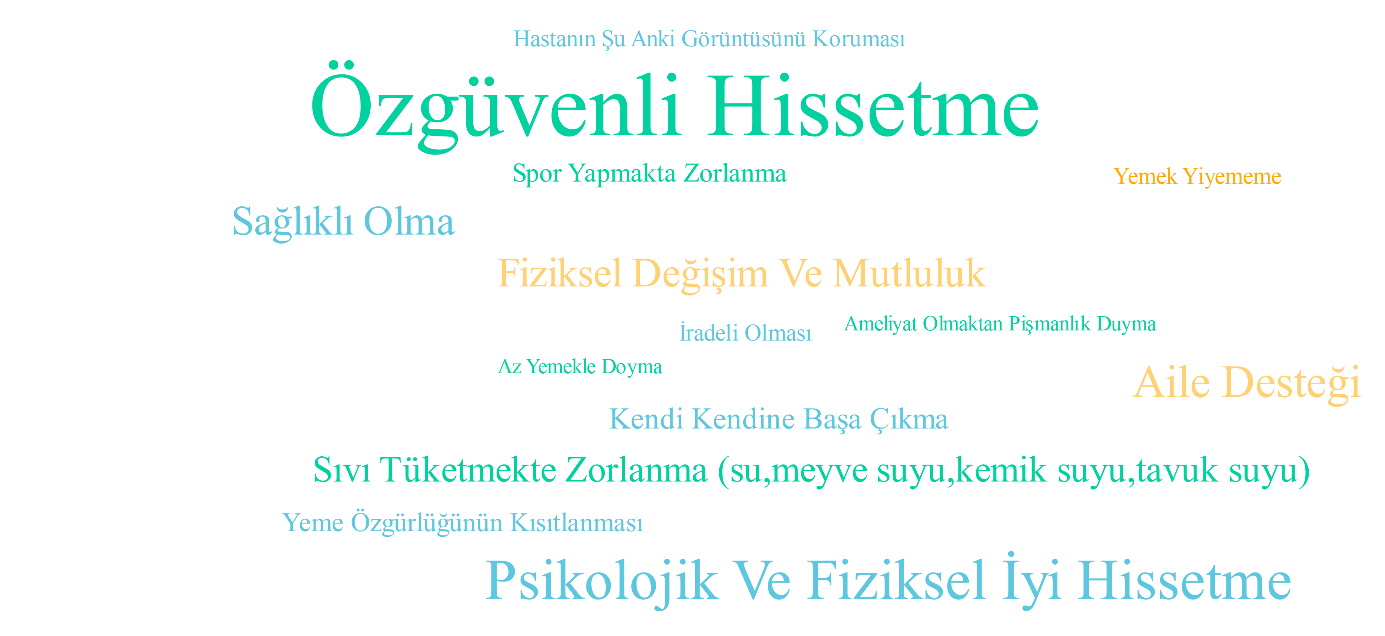 Hastanın Şu Anki Görüntüsünü Koruması
Özgüvenli Hissetme
Spor Yapmakta Zorlanma
Yemek Yiyememe
Sağlıklı Olma
Fiziksel Değişim Ve Mutluluk
Ameliyat Olmaktan Pişmanlık Duyma
İradeli Olması
Az Yemekle Doyma
Aile Desteği
Kendi Kendine Başa Çıkma
Sıvı Tüketmekte Zorlanma (su,meyve suyu,kemik suyu,tavuk suyu)
Yeme Özgürlüğünün Kısıtlanması
Psikolojik Ve Fiziksel İyi Hissetme